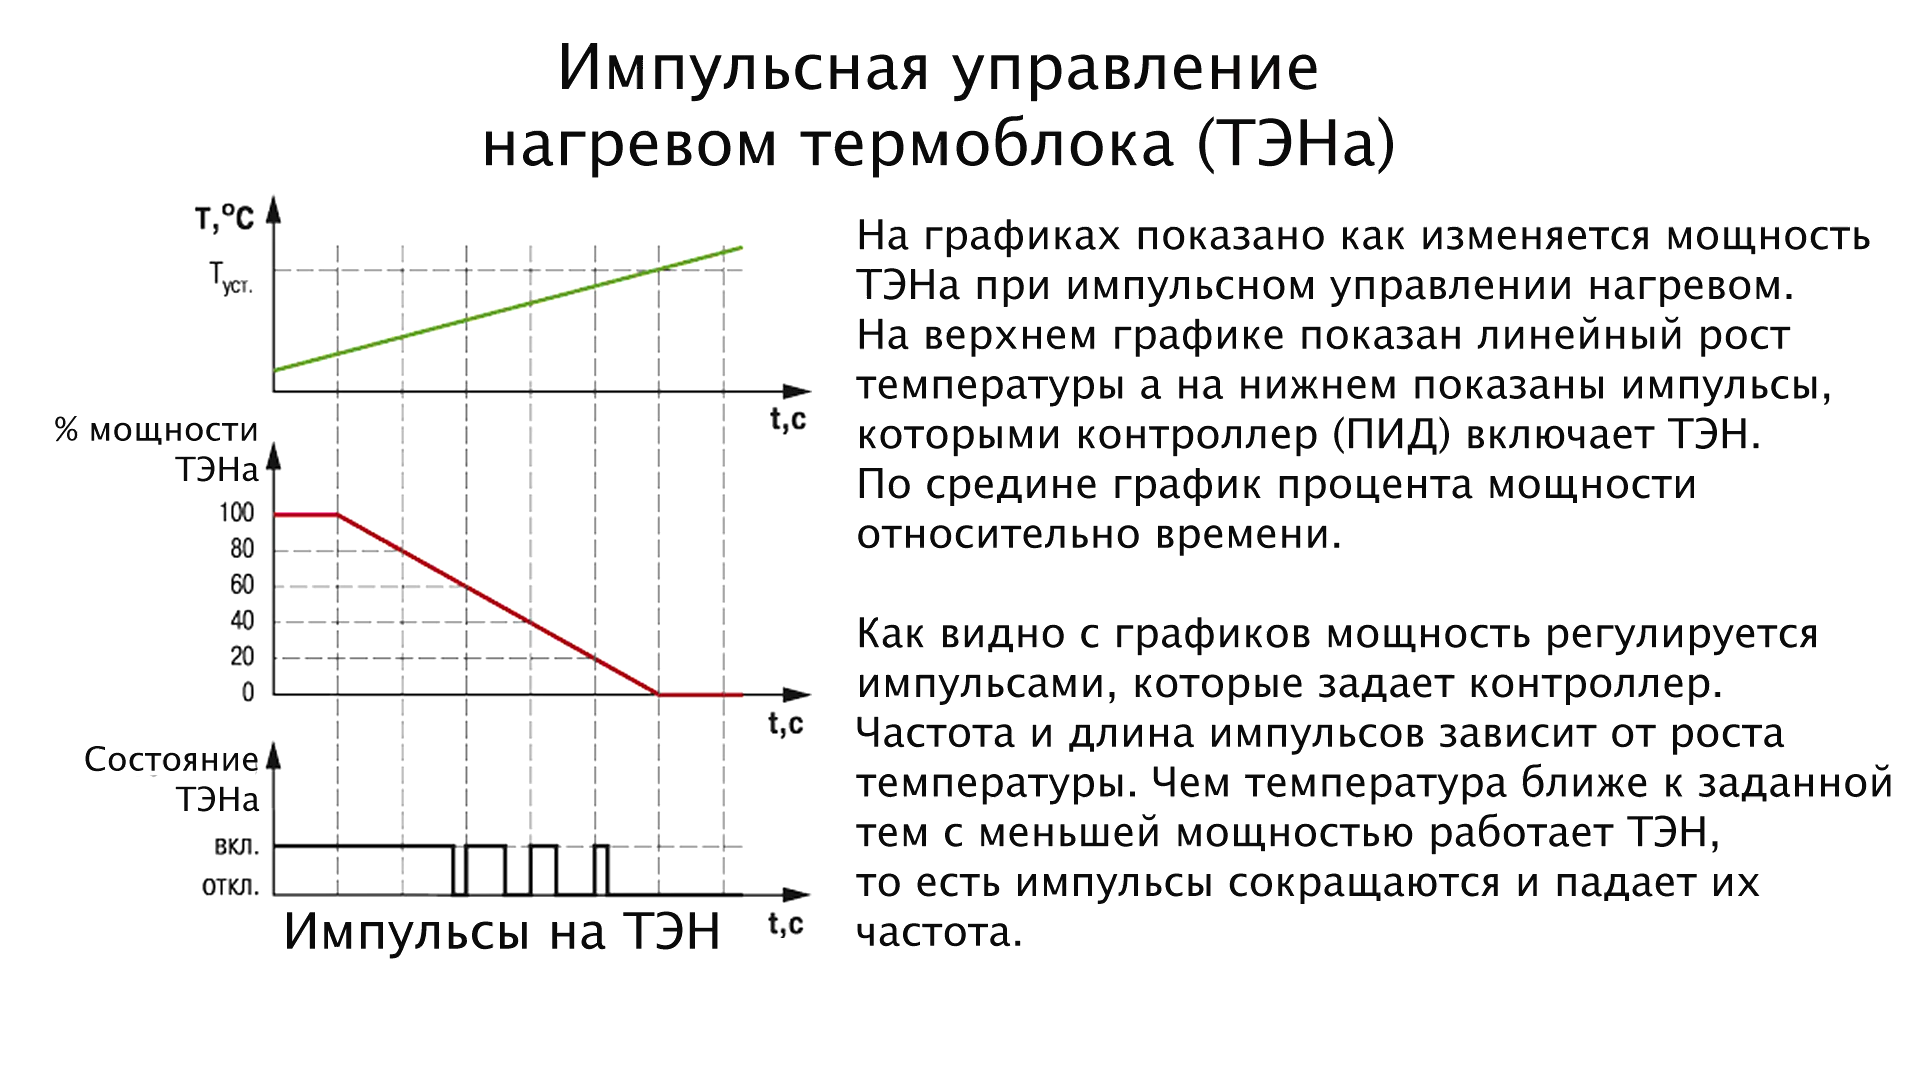 Импульсная управление
нагревом термоблока (ТЭНа)
T,°C
Tуст.
t,c
% мощности
ТЭНа
100
80
60
40
20
0
t,c
Состояние
ТЭНа
ВКЛ.
ОТКЛ.
t,c
Импульсы на ТЭН
На графиках показано как изменяется мощность
ТЭНа при импульсном управлении нагревом.
На верхнем графике показан линейный рост
температуры а на нижнем показаны импульсы,
которыми контроллер (ПИД) включает ТЭН.
По средине график процента мощности
относительно времени.
Как видно с графиков мощность регулируется
импульсами, которые задает контроллер.
Частота и длина импульсов зависит от роста
температуры. Чем температура ближе к заданной
тем с меньшей мощностью работает ТЭН,
то есть импульсы сокращаются и падает их
частота.